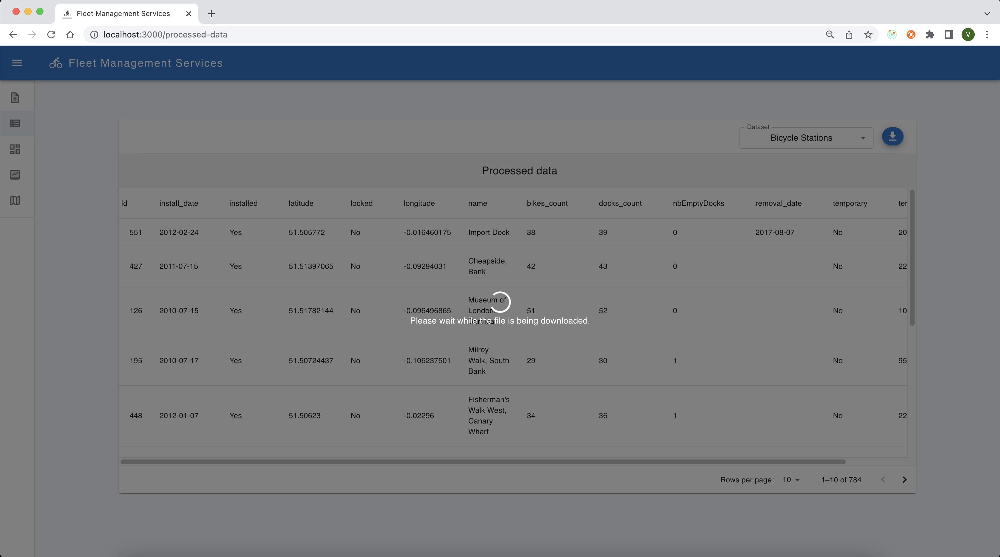 Fleet Management Services
localhost:3000/processed-data
V
Fleet Management Services
Dataset
Bicycle Stations
Processed data
Id install_date installed latitude locked longitude name bikes_count docks_count nbEmptyDocks removal_date temporary ter
551 2012-02-24 Yes 51.505772 No -0.016460175 Import Dock 38 39 0 2017-08-07 No 20
427 2011-07-15 Yes 51.51397065 No -0.09294031 Cheapside, 42 43 0 No 22
Bank
Museum of
126 2010-07-15 Yes 51.51782144 No -0.096496865 London, 51 52 0 No 10
Please wait while the file is being downloaded.
Milroy
195 2010-07-17 Yes 51.50724437 No -0.106237501 Walk, South 29 30 1 No 95
Bank
Fisherman's
Walk West,
448 2012-01-07 Yes 51.50623 No -0.02296 Canary 34 36 1 No 22
Wharf
Rows per page: 10 1–10 of 784